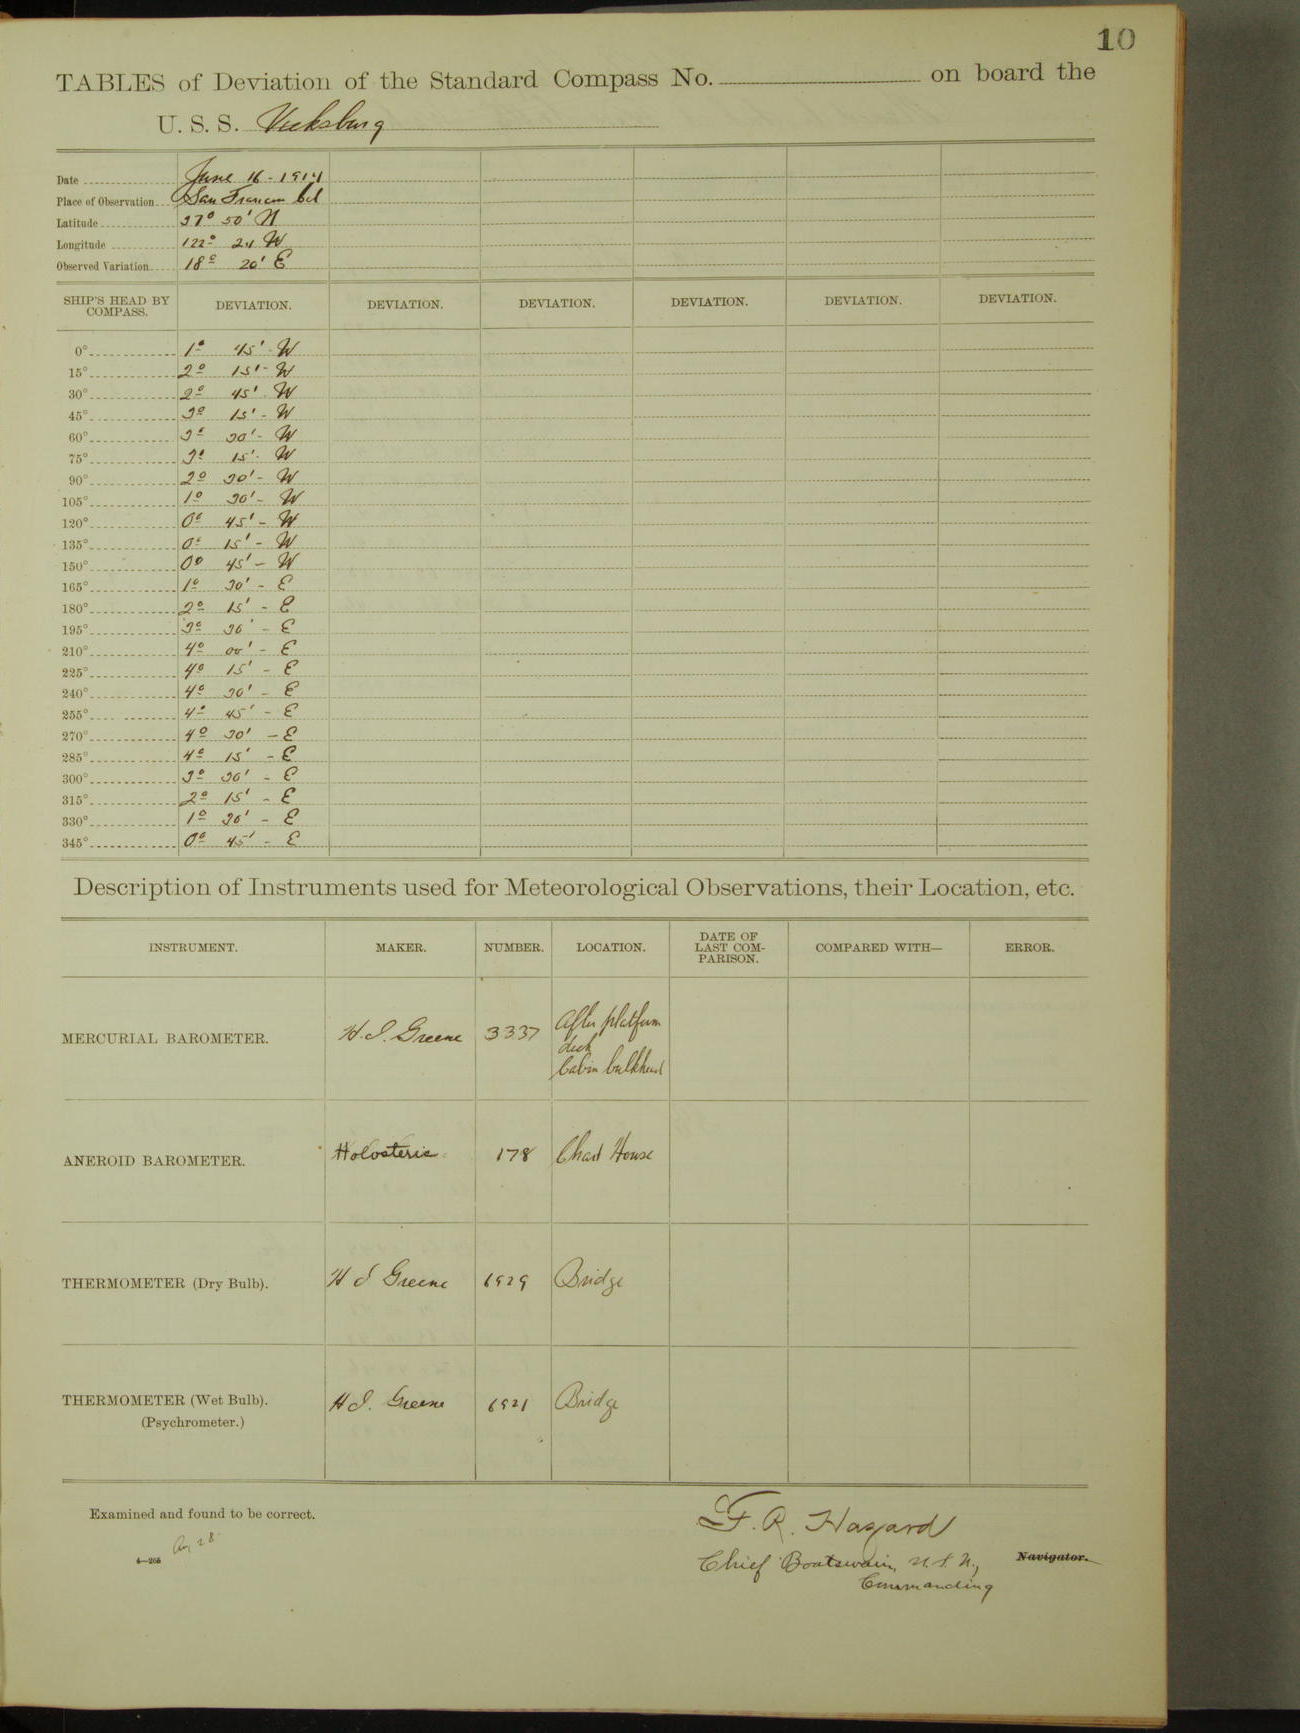 10
TABLES of Deviation of the Standard Compass No. on board the
U. S. S. Vicksburg
Date June 16 - 1914
Place of Observation San Francisco Cal
Latitude 37° 50' N
Longitude 122° 24 W
Observed Variation 18° 20' E
SHIP'S HEAD BY COMPASS. DEVIATION. DEVIATION. DEVIATION. DEVIATION. DEVIATION. DEVIATION.
0° 1° 45' - W
15° 2° 15' - W
30° 2° 45' W
45° 3° 15' - W
60° 3° 30' - W
75° 3° 15' - W
90° 2° 30' - W
105° 1° 30' - W
120° 0° 45' - W
135° 0° 15' - W
150° 0° 45' - W
165° 1° 30' - E
180° 2° 15' - E
195° 3° 30' - E
210° 4° 00' - E
225° 4° 15' - E
240° 4° 30' - E
255° 4° 45' - E
270° 4° 30' - E
285° 4° 15' - E
300° 3° 30' - E
315° 2° 15' - E
330° 1° 30' - E
345° 0° 45' - E
Description of Instruments used for Meteorological Observations, their Location, etc.
INSTRUMENT. MAKER. NUMBER. LOCATION. DATE OF LAST COMPARISON. COMPARED WITH— ERROR.
MERCURIAL BAROMETER. H. J. Greene 3337 After platform deck Cabin bulkhead
ANEROID BAROMETER. Holosteric 178 Chart House
THERMOMETER (Dry Bulb). H J Greene 6929 Bridge
THERMOMETER (Wet Bulb). H J. Greene 6921 Bridge
(Psychrometer.)
Examined and found to be correct.
F. R. Hazard
Chief Boatswain, U.S.N., Navigator.
Commanding
4—265